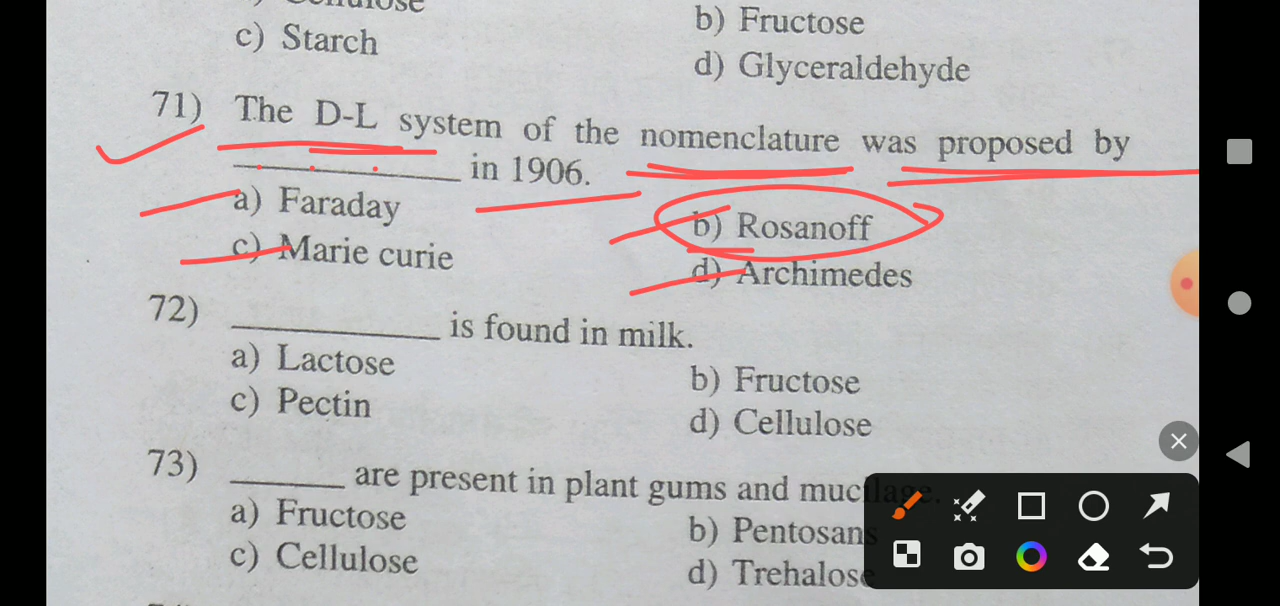 Cellulose
b) Fructose
c) Starch
d) Glyceraldehyde
71) The D-L system of the nomenclature was proposed by
__________ in 1906.
a) Faraday
b) Rosanoff
c) Marie curie
d) Archimedes
72) __________ is found in milk.
a) Lactose
b) Fructose
c) Pectin
d) Cellulose
73) ______ are present in plant gums and mucilage.
a) Fructose
b) Pentosans
c) Cellulose
d) Trehalose